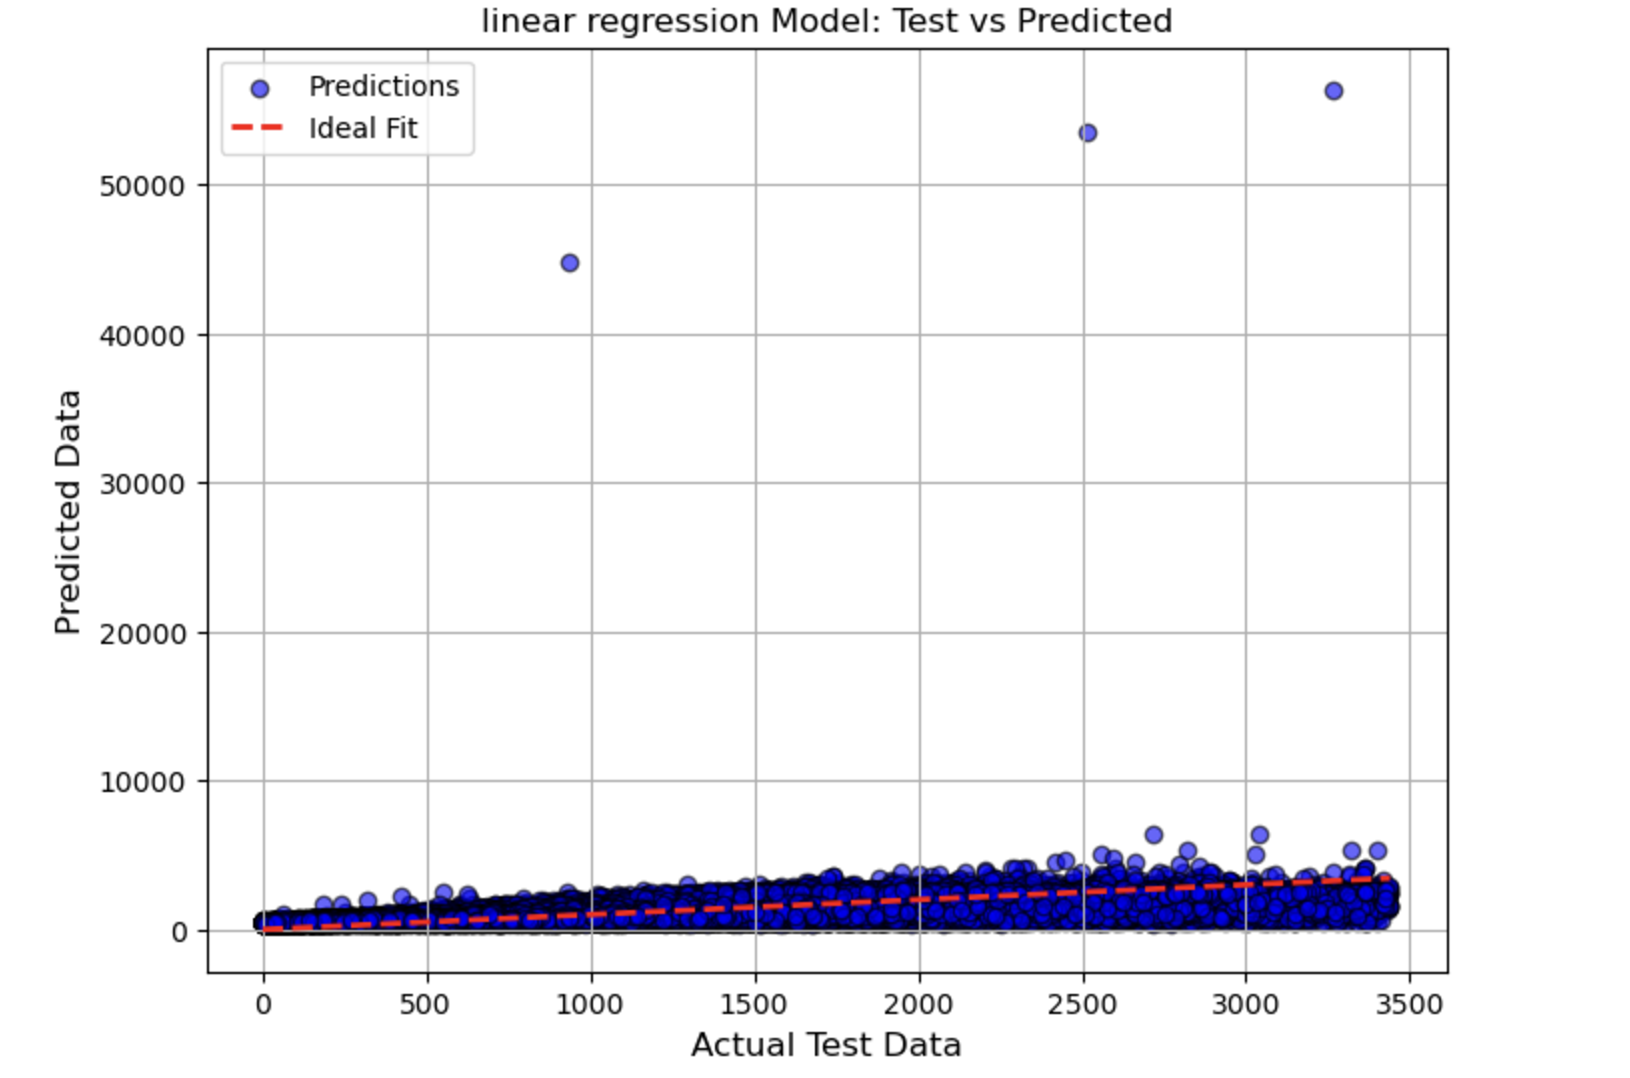 linear regression Model: Test vs Predicted
Predictions
Ideal Fit
Predicted Data
50000
40000
30000
20000
10000
0
0 500 1000 1500 2000 2500 3000 3500
Actual Test Data